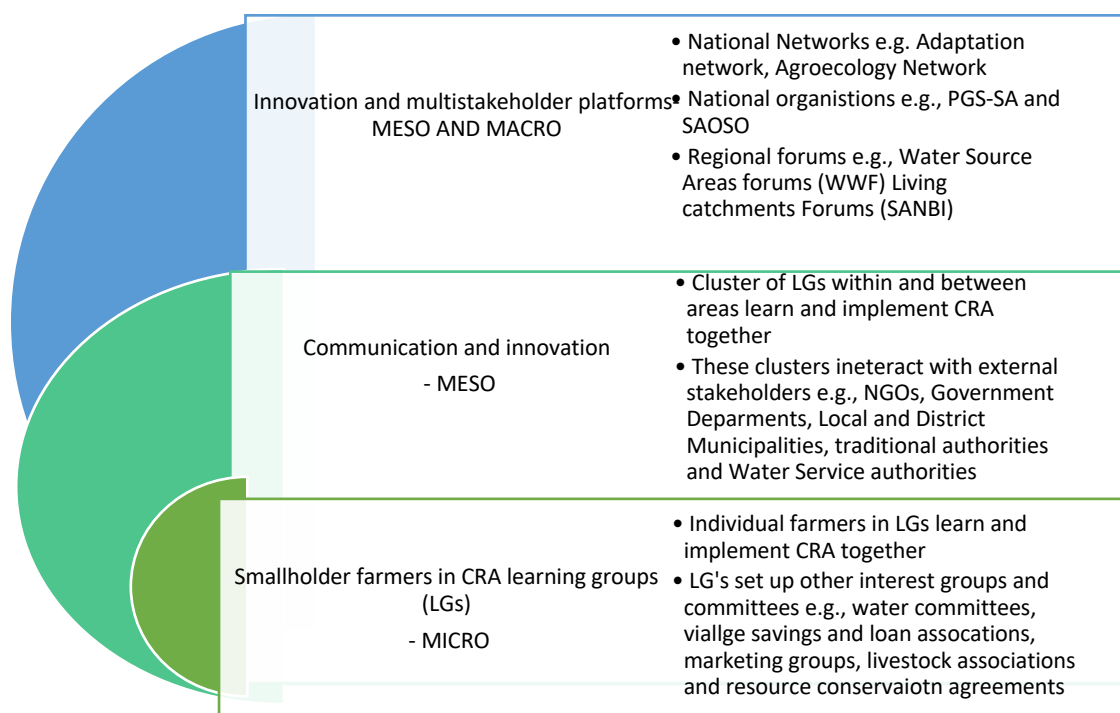 Innovation and multistakeholder platforms-
MESO AND MACRO
• National Networks e.g. Adaptation
network, Agroecology Network
• National organistions e.g., PGS-SA and
SAOSO
• Regional forums e.g., Water Source
Areas forums (WWF) Living
catchments Forums (SANBI)
Communication and innovation
- MESO
• Cluster of LGs within and between
areas learn and implement CRA
together
• These clusters ineteract with external
stakeholders e.g., NGOs, Government
Deparments, Local and District
Municipalities, traditional authorities
and Water Service authorities
Smallholder farmers in CRA learning groups
(LGs)
- MICRO
• Individual farmers in LGs learn and
implement CRA together
• LG's set up other interest groups and
committees e.g., water committees,
viallge savings and loan assocations,
marketing groups, livestock associations
and resource conservaiotn agreements